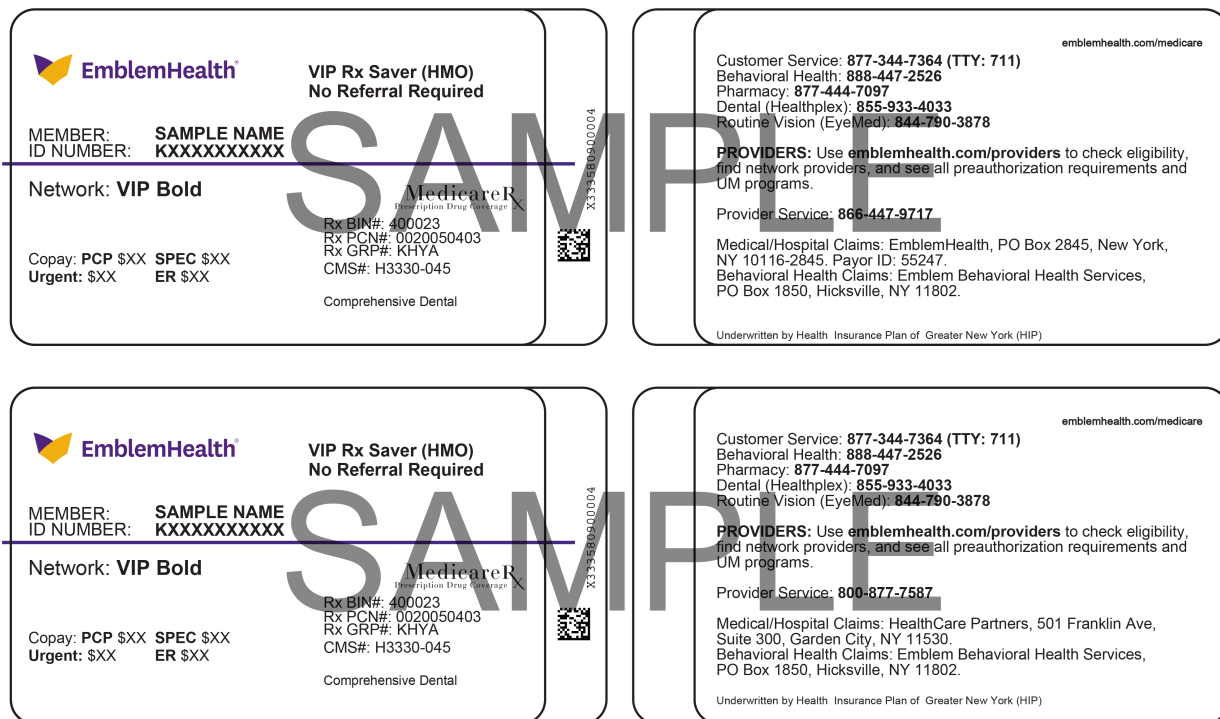 EmblemHealth®
VIP Rx Saver (HMO)
No Referral Required
MEMBER: SAMPLE NAME
ID NUMBER: KXXXXXXXXXX
Network: VIP Bold
MedicareRx
Prescription Drug Coverage
Rx BIN#: 400023
Rx PCN#: 0020050403
Rx GRP#: KHYA
CMS#: H3330-045
Copay: PCP $XX SPEC $XX
Urgent: $XX ER $XX
Comprehensive Dental
X333580900004
SAMPLE
emblemhealth.com/medicare
Customer Service: 877-344-7364 (TTY: 711)
Behavioral Health: 888-447-2526
Pharmacy: 877-444-7097
Dental (Healthplex): 855-933-4033
Routine Vision (EyeMed): 844-790-3878
PROVIDERS: Use emblemhealth.com/providers to check eligibility,
find network providers, and see all preauthorization requirements and
UM programs.
Provider Service: 866-447-9717
Medical/Hospital Claims: EmblemHealth, PO Box 2845, New York,
NY 10116-2845. Payor ID: 55247.
Behavioral Health Claims: Emblem Behavioral Health Services,
PO Box 1850, Hicksville, NY 11802.
Underwritten by Health Insurance Plan of Greater New York (HIP)
EmblemHealth®
VIP Rx Saver (HMO)
No Referral Required
MEMBER: SAMPLE NAME
ID NUMBER: KXXXXXXXXXX
Network: VIP Bold
MedicareRx
Prescription Drug Coverage
Rx BIN#: 400023
Rx PCN#: 0020050403
Rx GRP#: KHYA
CMS#: H3330-045
Copay: PCP $XX SPEC $XX
Urgent: $XX ER $XX
Comprehensive Dental
X333580900004
SAMPLE
emblemhealth.com/medicare
Customer Service: 877-344-7364 (TTY: 711)
Behavioral Health: 888-447-2526
Pharmacy: 877-444-7097
Dental (Healthplex): 855-933-4033
Routine Vision (EyeMed): 844-790-3878
PROVIDERS: Use emblemhealth.com/providers to check eligibility,
find network providers, and see all preauthorization requirements and
UM programs.
Provider Service: 800-877-7587
Medical/Hospital Claims: HealthCare Partners, 501 Franklin Ave,
Suite 300, Garden City, NY 11530.
Behavioral Health Claims: Emblem Behavioral Health Services,
PO Box 1850, Hicksville, NY 11802.
Underwritten by Health Insurance Plan of Greater New York (HIP)